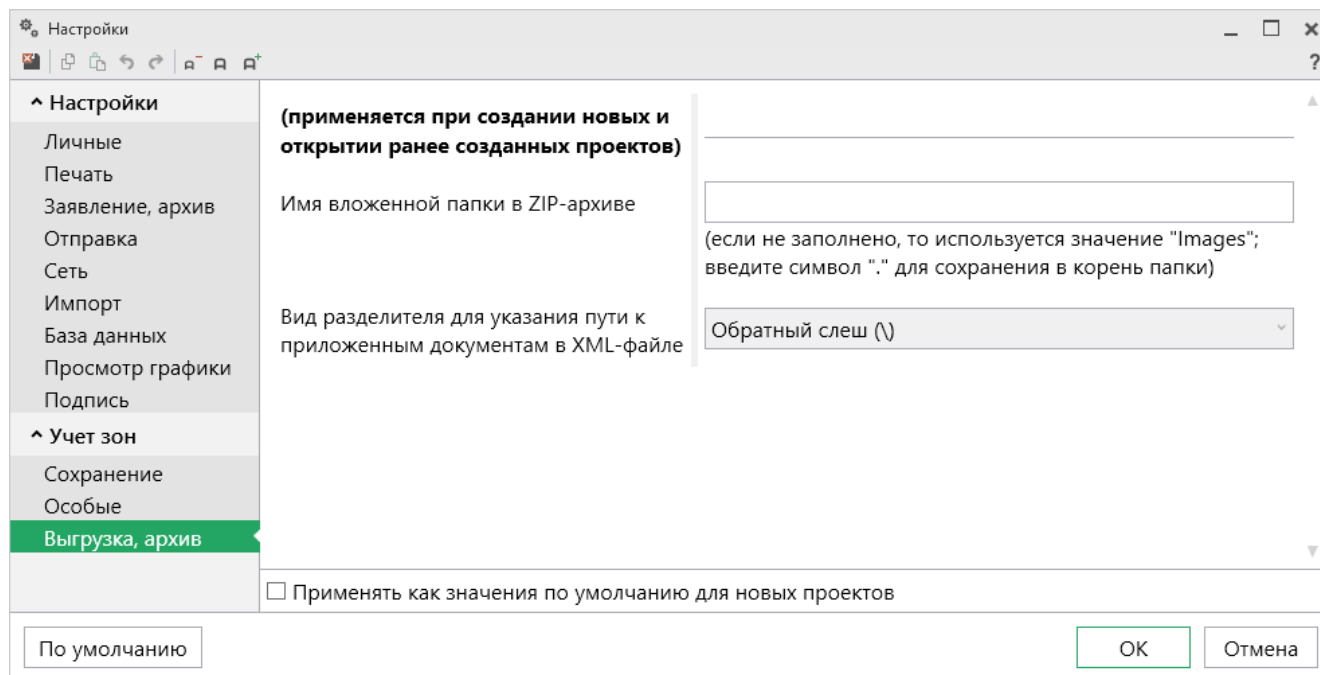 Настройки
?
Настройки
Личные
Печать
Заявление, архив
Отправка
Сеть
Импорт
База данных
Просмотр графики
Подпись
Учет зон
Сохранение
Особые
Выгрузка, архив
(применяется при создании новых и
открытии ранее созданных проектов)
Имя вложенной папки в ZIP-архиве
(если не заполнено, то используется значение "Images";
введите символ "." для сохранения в корень папки)
Вид разделителя для указания пути к
приложенным документам в XML-файле
Обратный слеш (\)
Применять как значения по умолчанию для новых проектов
По умолчанию
ОК
Отмена